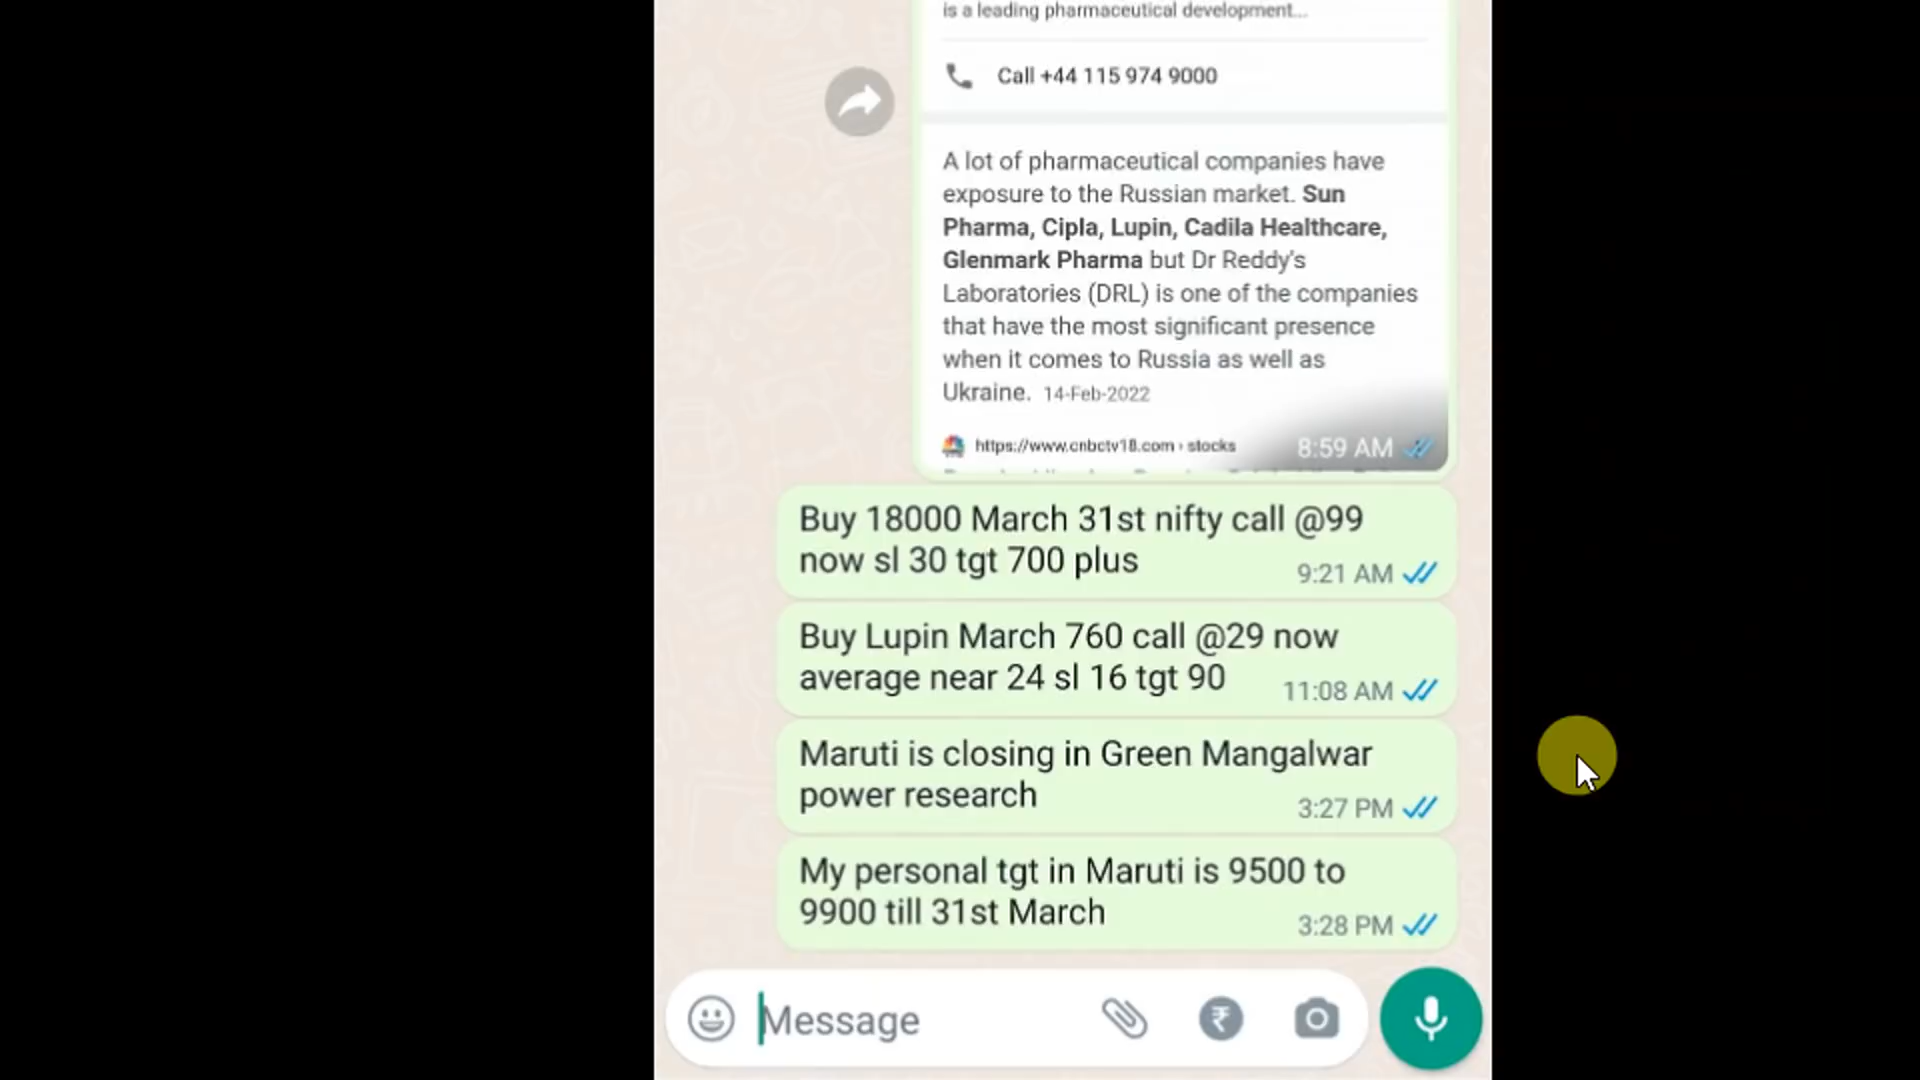 is a leading pharmaceutical development...
Call +44 115 974 9000
A lot of pharmaceutical companies have
exposure to the Russian market. Sun
Pharma, Cipla, Lupin, Cadila Healthcare,
Glenmark Pharma but Dr Reddy's
Laboratories (DRL) is one of the companies
that have the most significant presence
when it comes to Russia as well as
Ukraine. 14-Feb-2022
https://www.cnbctv18.com › stocks
8:59 AM
Buy 18000 March 31st nifty call @99
now sl 30 tgt 700 plus
9:21 AM
Buy Lupin March 760 call @29 now
average near 24 sl 16 tgt 90
11:08 AM
Maruti is closing in Green Mangalwar
power research
3:27 PM
My personal tgt in Maruti is 9500 to
9900 till 31st March
3:28 PM
Message